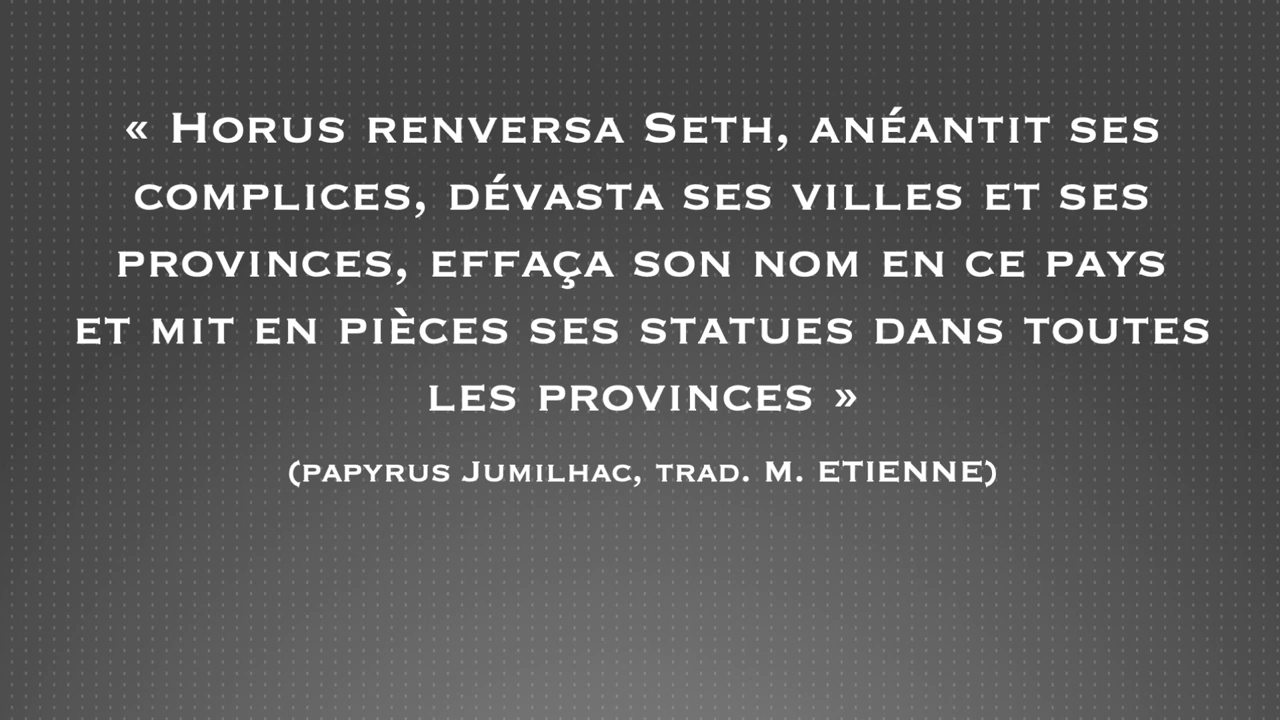 « Horus renversa Seth, anéantit ses
complices, dévasta ses villes et ses
provinces, effaça son nom en ce pays
et mit en pièces ses statues dans toutes
les provinces »
(papyrus Jumilhac, trad. M. ETIENNE)